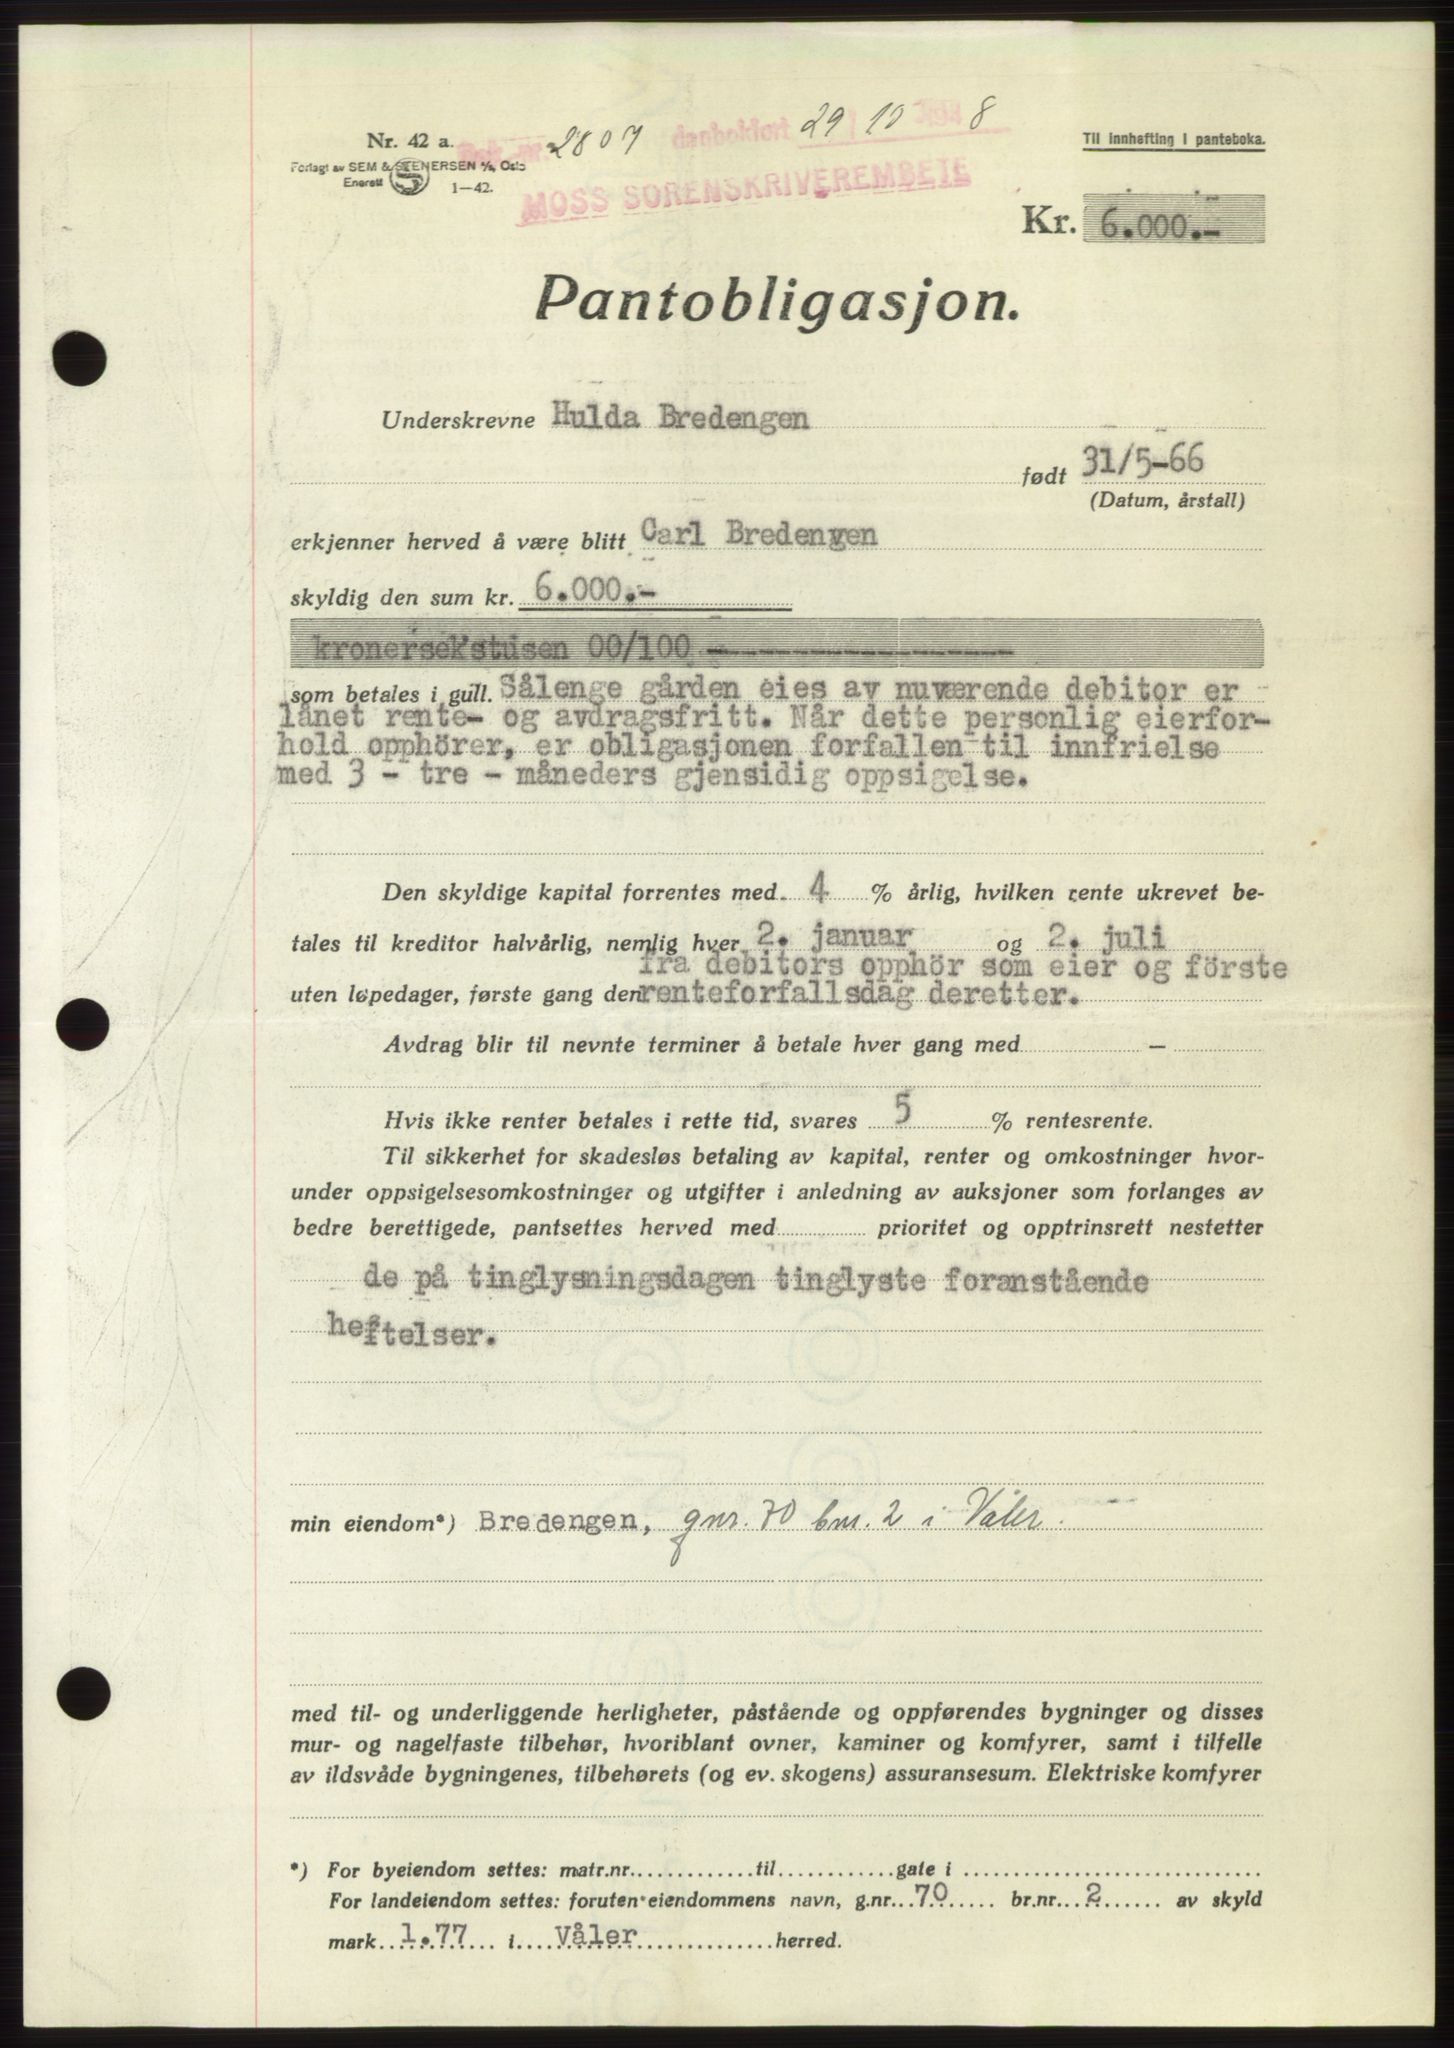 Nr. 42 a.
Forlagt av SEM & STENERSEN A/S, Oslo
Enerett
1—42.
2807 dagbokført 29/10 1948
MOSS SORENSKRIVEREMBETE
Til innhefting i panteboka.
Kr. 6.000.-
Pantobligasjon.
Underskrevne Hulda Bredengen
født 31/5-66
(Datum, årstall)
erkjenner herved å være blitt Carl Bredengen
skyldig den sum kr. 6.000.-
kronersekstusen 00/100 -
som betales i gull. Sålenge gården eies av nuværende debitor er
lånet rente- og avdragsfritt. Når dette personlig eierfor-
hold opphörer, er obligasjonen forfallen til innfrielse
med 3 - tre - måneders gjensidig oppsigelse.
Den skyldige kapital forrentes med 4 % årlig, hvilken rente ukrevet be-
tales til kreditor halvårlig, nemlig hver 2. januar og 2. juli
fra debitors opphör som eier og förste
uten løpedager, første gang den renteforfallsdag deretter.
Avdrag blir til nevnte terminer å betale hver gang med -
Hvis ikke renter betales i rette tid, svares 5 % rentesrente.
Til sikkerhet for skadesløs betaling av kapital, renter og omkostninger hvor-
under oppsigelsesomkostninger og utgifter i anledning av auksjoner som forlanges av
bedre berettigede, pantsettes herved med prioritet og opptrinsrett nestetter
de på tinglysningsdagen tinglyste foranstående
heftelser.
min eiendom*) Bredengen, gnr. 70 bnr. 2 i Våler.
med til- og underliggende herligheter, påstående og oppførendes bygninger og disses
mur- og nagelfaste tilbehør, hvoriblant ovner, kaminer og komfyrer, samt i tilfelle
av ildsvåde bygningenes, tilbehørets (og ev. skogens) assuransesum. Elektriske komfyrer
*) For byeiendom settes: matr.nr. til gate i
For landeiendom settes: foruten eiendommens navn, g.nr. 70 br.nr. 2 av skyld
mark 1.77 i Våler herred.